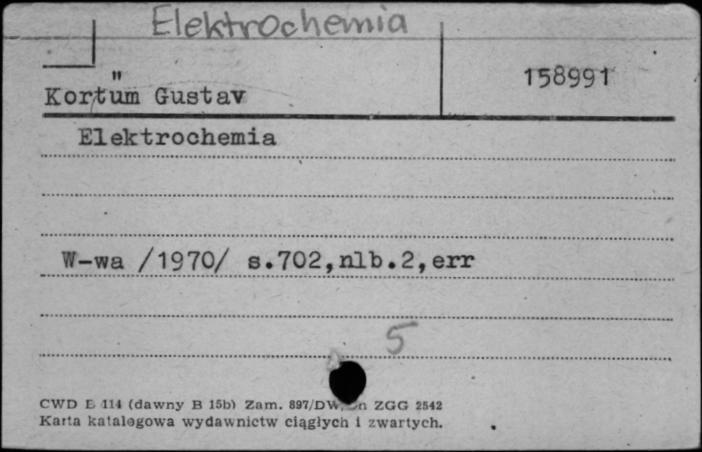 Elektrochemia
158991
Kortüm Gustav
Elektrochemia
W-wa /1970/ s.702,nlb.2,err
5
CWD B 114 (dawny B 15b) Zam. 897/DW ZGG 2542
Karta katalogowa wydawnictw ciągłych i zwartych.